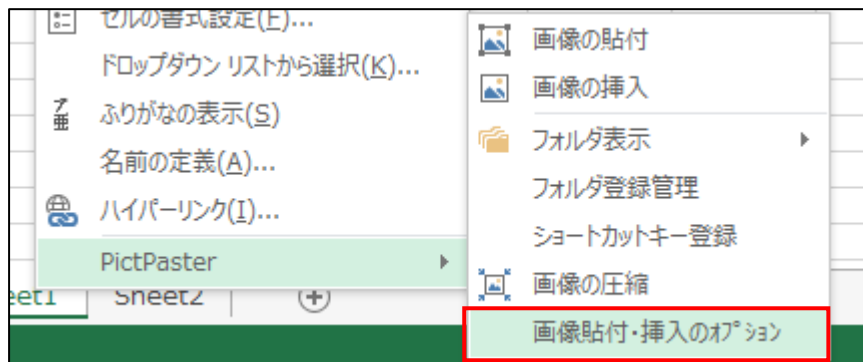 セルの書式設定(F)...
ドロップダウン リストから選択(K)...
ふりがなの表示(S)
名前の定義(A)...
ハイパーリンク(I)...
PictPaster
eet1
Sheet2
画像の貼付
画像の挿入
フォルダ表示
フォルダ登録管理
ショートカットキー登録
画像の圧縮
画像貼付・挿入のｵﾌﾟｼｮﾝ